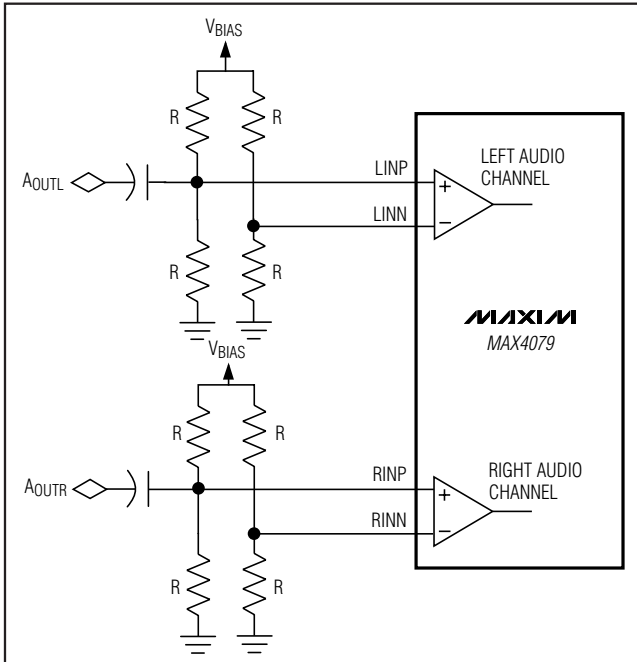 VBIAS
R
R
AOUTL
LINP
LINN
LEFT AUDIO
CHANNEL
+
−
R
R
MAXIM
MAX4079
VBIAS
R
R
AOUTR
RINP
RINN
RIGHT AUDIO
CHANNEL
+
−
R
R